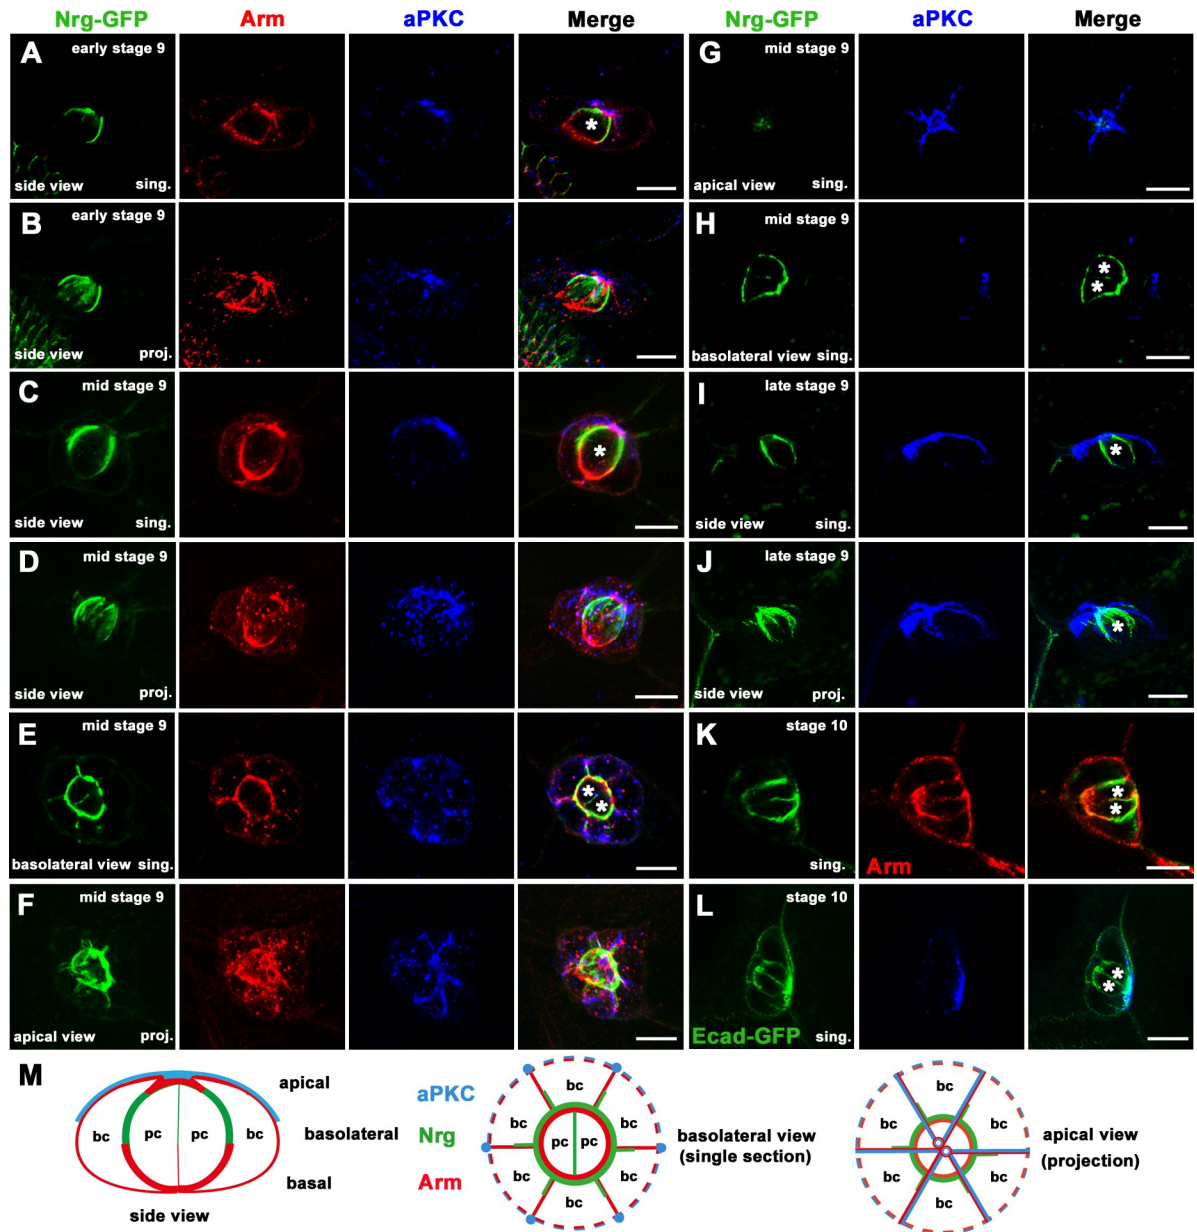 Nrg-GFP Arm aPKC Merge Nrg-GFP aPKC Merge
A early stage 9 side view sing. *
G mid stage 9 apical view sing.
B early stage 9 side view proj.
H mid stage 9 basolateral view sing. * *
C mid stage 9 side view sing. *
I late stage 9 side view sing. *
D mid stage 9 side view proj.
J late stage 9 side view proj. *
E mid stage 9 basolateral view sing. * *
K stage 10 sing. Arm * *
F mid stage 9 apical view proj.
L stage 10 Ecad-GFP sing. * *
M
apical
bc pc pc bc
basolateral
basal
side view
aPKC
Nrg
Arm
bc
bc bc
pc pc
bc bc
bc
basolateral view
(single section)
bc
bc bc
bc bc
bc
apical view
(projection)